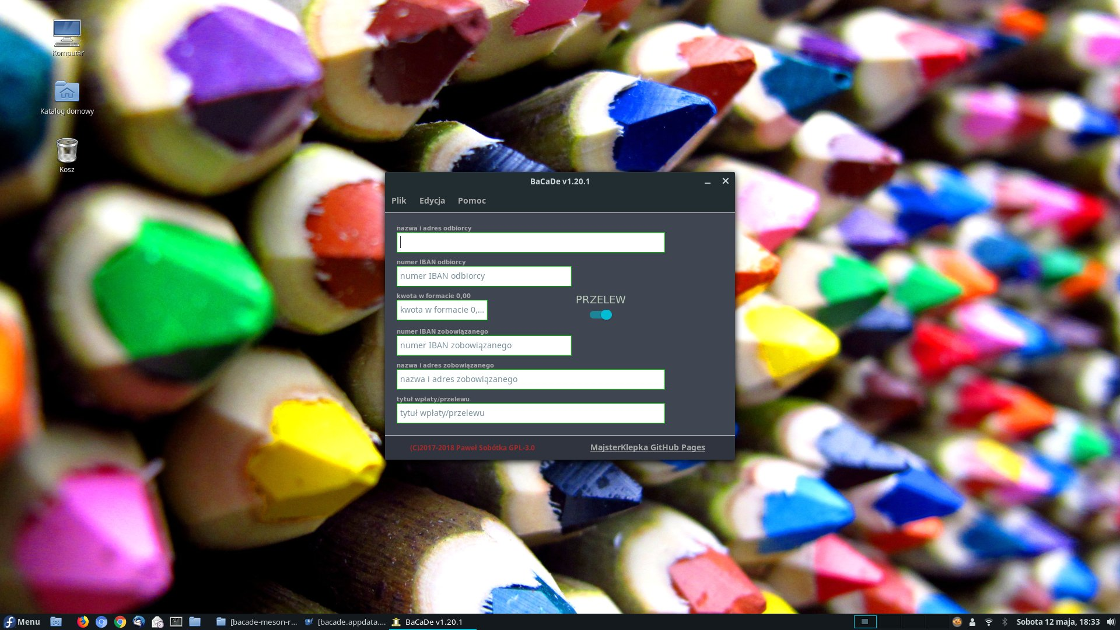 Komputer
Katalog domowy
Kosz
BaCaDe v1.20.1
Plik Edycja Pomoc
nazwa i adres odbiorcy
numer IBAN odbiorcy
numer IBAN odbiorcy
kwota w formacie 0,00
kwota w formacie 0,...
PRZELEW
numer IBAN zobowiązanego
numer IBAN zobowiązanego
nazwa i adres zobowiązanego
nazwa i adres zobowiązanego
tytuł wpłaty/przelewu
tytuł wpłaty/przelewu
(C)2017-2018 Paweł Sobótka GPL-3.0
MajsterKlepka GitHub Pages
Menu [bacade-meson-r... [bacade.appdata.... BaCaDe v1.20.1 Sobota 12 maja, 18:33